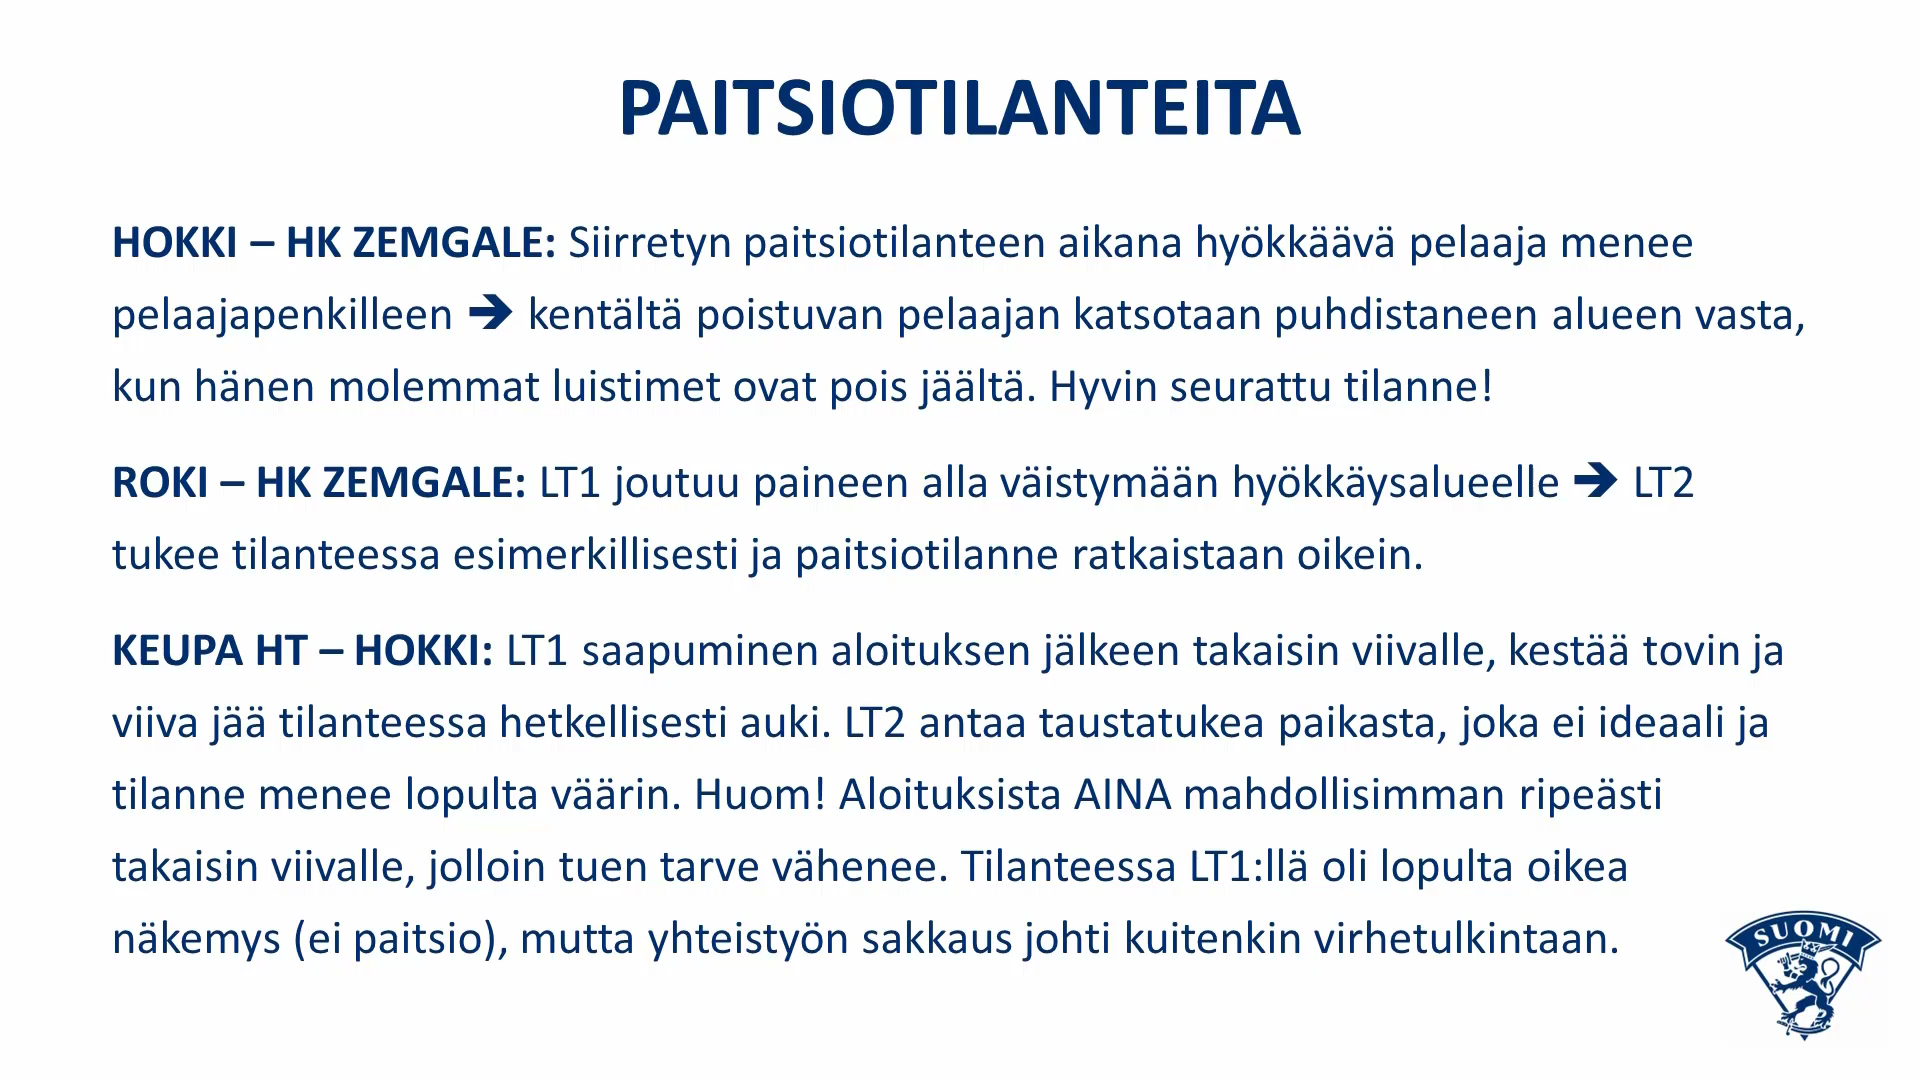 PAITSIOTILANTEITA
HOKKI – HK ZEMGALE: Siirretyn paitsiotilanteen aikana hyökkäävä pelaaja menee
pelaajapenkilleen ➔ kentältä poistuvan pelaajan katsotaan puhdistaneen alueen vasta,
kun hänen molemmat luistimet ovat pois jäältä. Hyvin seurattu tilanne!
ROKI – HK ZEMGALE: LT1 joutuu paineen alla väistymään hyökkäysalueelle ➔ LT2
tukee tilanteessa esimerkillisesti ja paitsiotilanne ratkaistaan oikein.
KEUPA HT – HOKKI: LT1 saapuminen aloituksen jälkeen takaisin viivalle, kestää tovin ja
viiva jää tilanteessa hetkellisesti auki. LT2 antaa taustatukea paikasta, joka ei ideaali ja
tilanne menee lopulta väärin. Huom! Aloituksista AINA mahdollisimman ripeästi
takaisin viivalle, jolloin tuen tarve vähenee. Tilanteessa LT1:llä oli lopulta oikea
näkemys (ei paitsio), mutta yhteistyön sakkaus johti kuitenkin virhetulkintaan.
SUOMI